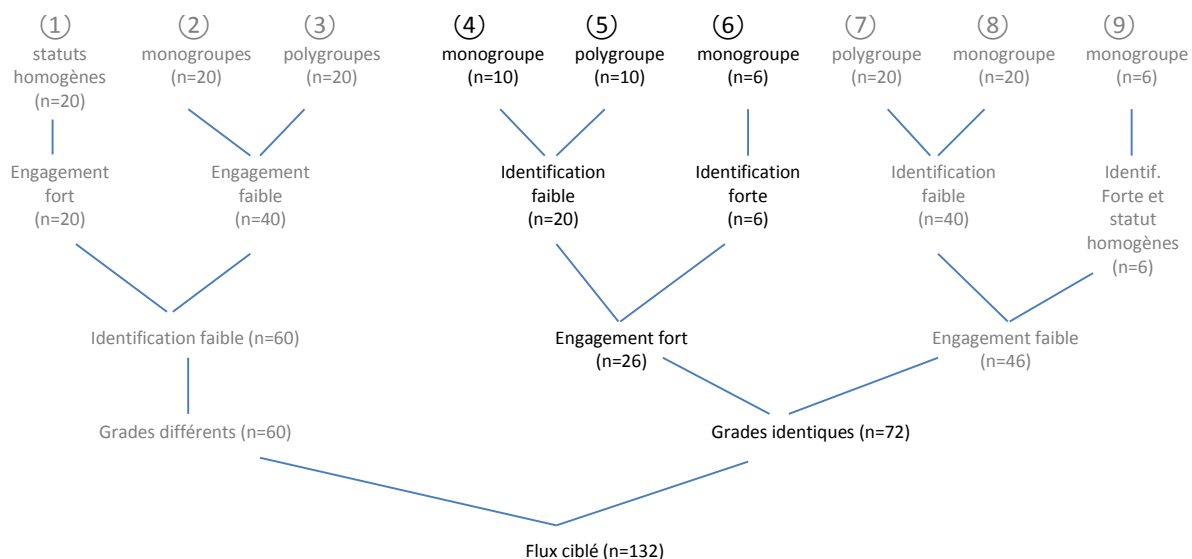 ① ② ③ ④ ⑤ ⑥ ⑦ ⑧ ⑨
statuts monogroupes polygroupes monogroupe polygroupe monogroupe polygroupe monogroupe monogroupe
homogènes (n=20) (n=20) (n=10) (n=10) (n=6) (n=20) (n=20) (n=6)
(n=20)
Engagement Engagement Identification Identification Identification Identif.
fort faible faible forte faible Forte et
(n=20) (n=40) (n=20) (n=6) (n=40) statut
homogènes
(n=6)
Identification faible (n=60) Engagement fort Engagement faible
(n=26) (n=46)
Grades différents (n=60) Grades identiques (n=72)
Flux ciblé (n=132)